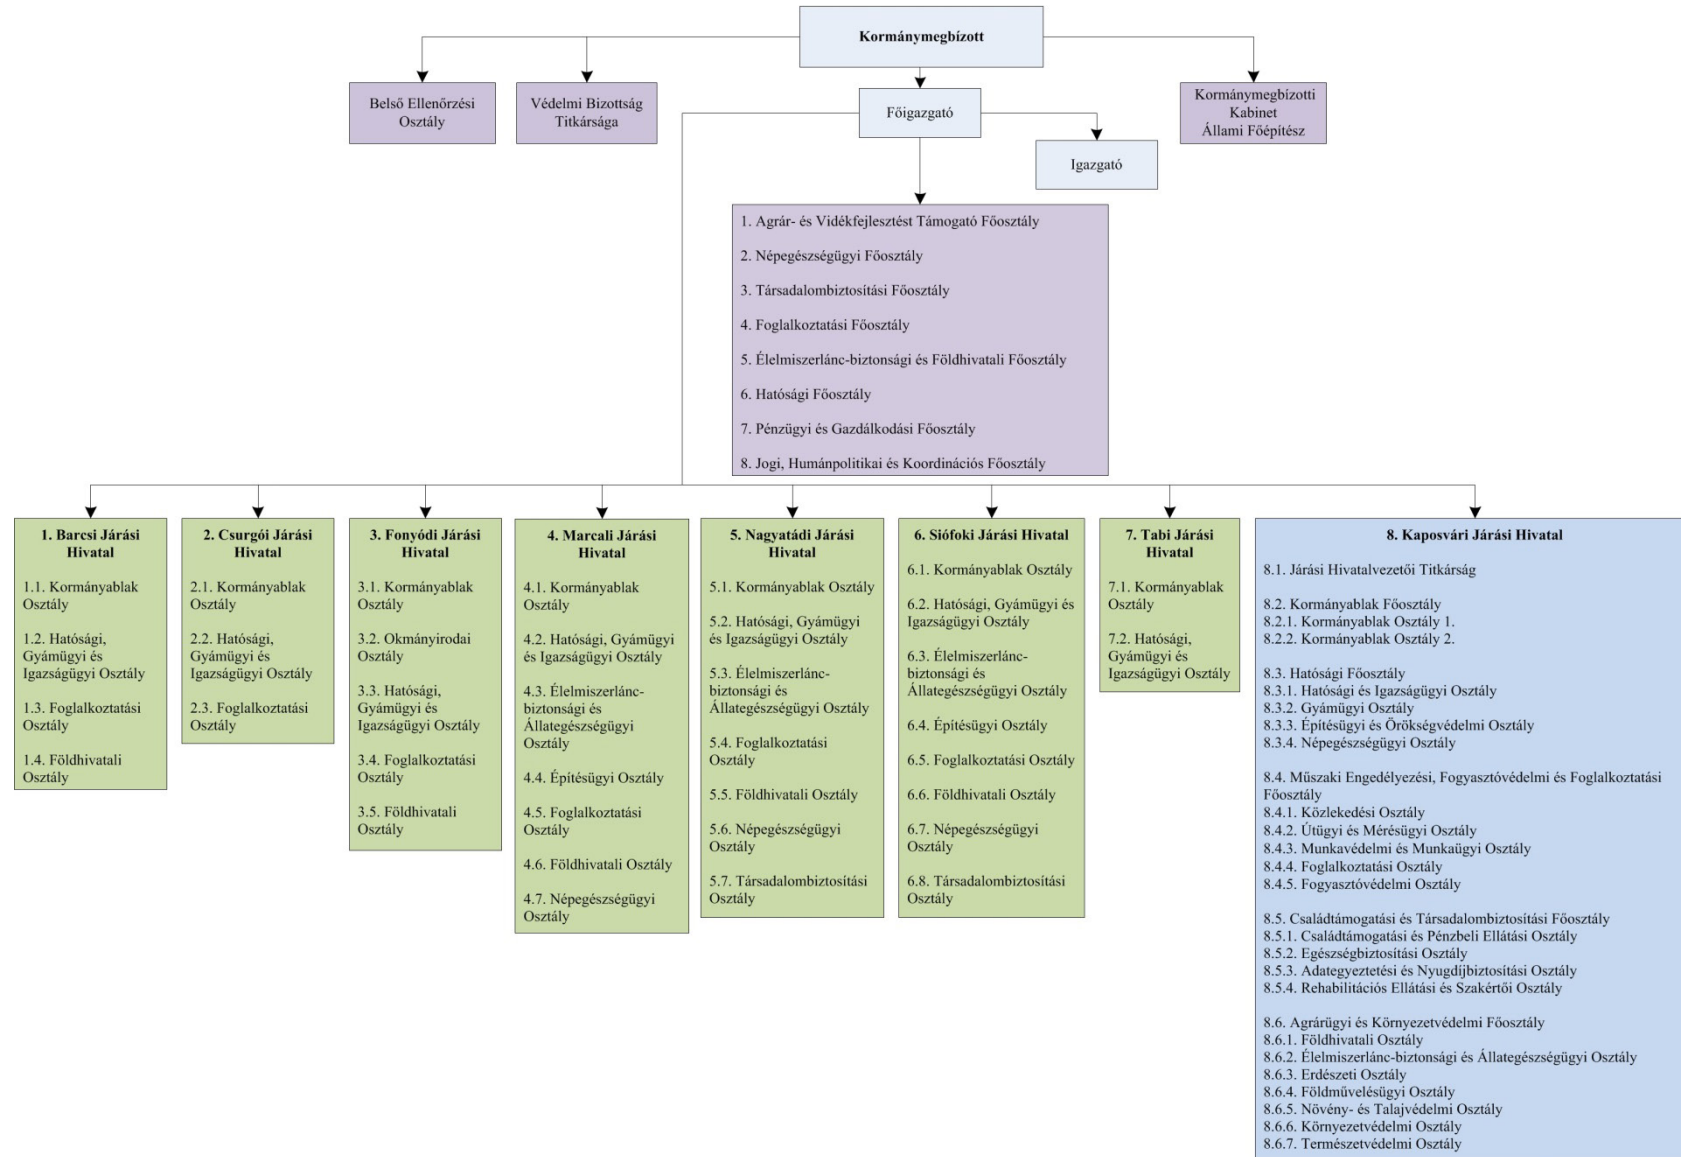 Kormánymegbízott
Belső Ellenőrzési
Osztály
Védelmi Bizottság
Titkársága
Főigazgató
Kormánymegbízotti
Kabinet
Állami Főépítész
Igazgató
1. Agrár- és Vidékfejlesztést Támogató Főosztály
2. Népegészségügyi Főosztály
3. Társadalombiztosítási Főosztály
4. Foglalkoztatási Főosztály
5. Élelmiszerlánc-biztonsági és Földhivatali Főosztály
6. Hatósági Főosztály
7. Pénzügyi és Gazdálkodási Főosztály
8. Jogi, Humánpolitikai és Koordinációs Főosztály
1. Barcsi Járási
Hivatal
1.1. Kormányablak
Osztály
1.2. Hatósági,
Gyámügyi és
Igazságügyi Osztály
1.3. Foglalkoztatási
Osztály
1.4. Földhivatali
Osztály
2. Csurgói Járási
Hivatal
2.1. Kormányablak
Osztály
2.2. Hatósági,
Gyámügyi és
Igazságügyi Osztály
2.3. Foglalkoztatási
Osztály
3. Fonyódi Járási
Hivatal
3.1. Kormányablak
Osztály
3.2. Okmányirodai
Osztály
3.3. Hatósági,
Gyámügyi és
Igazságügyi Osztály
3.4. Foglalkoztatási
Osztály
3.5. Földhivatali
Osztály
4. Marcali Járási
Hivatal
4.1. Kormányablak
Osztály
4.2. Hatósági, Gyámügyi
és Igazságügyi Osztály
4.3. Élelmiszerlánc-
biztonsági és
Állategészségügyi
Osztály
4.4. Építésügyi Osztály
4.5. Foglalkoztatási
Osztály
4.6. Földhivatali Osztály
4.7. Népegészségügyi
Osztály
5. Nagyatádi Járási
Hivatal
5.1. Kormányablak Osztály
5.2. Hatósági, Gyámügyi
és Igazságügyi Osztály
5.3. Élelmiszerlánc-
biztonsági és
Állategészségügyi Osztály
5.4. Foglalkoztatási
Osztály
5.5. Földhivatali Osztály
5.6. Népegészségügyi
Osztály
5.7. Társadalombiztosítási
Osztály
6. Siófoki Járási Hivatal
6.1. Kormányablak Osztály
6.2. Hatósági, Gyámügyi és
Igazságügyi Osztály
6.3. Élelmiszerlánc-
biztonsági és
Állategészségügyi Osztály
6.4. Építésügyi Osztály
6.5. Foglalkoztatási Osztály
6.6. Földhivatali Osztály
6.7. Népegészségügyi
Osztály
6.8. Társadalombiztosítási
Osztály
7. Tabi Járási
Hivatal
7.1. Kormányablak
Osztály
7.2. Hatósági,
Gyámügyi és
Igazságügyi Osztály
8. Kaposvári Járási Hivatal
8.1. Járási Hivatalvezetői Titkárság
8.2. Kormányablak Főosztály
8.2.1. Kormányablak Osztály 1.
8.2.2. Kormányablak Osztály 2.
8.3. Hatósági Főosztály
8.3.1. Hatósági és Igazságügyi Osztály
8.3.2. Gyámügyi Osztály
8.3.3. Építésügyi és Örökségvédelmi Osztály
8.3.4. Népegészségügyi Osztály
8.4. Műszaki Engedélyezési, Fogyasztóvédelmi és Foglalkoztatási
Főosztály
8.4.1. Közlekedési Osztály
8.4.2. Útügyi és Mérésügyi Osztály
8.4.3. Munkavédelmi és Munkaügyi Osztály
8.4.4. Foglalkoztatási Osztály
8.4.5. Fogyasztóvédelmi Osztály
8.5. Családtámogatási és Társadalombiztosítási Főosztály
8.5.1. Családtámogatási és Pénzbeli Ellátási Osztály
8.5.2. Egészségbiztosítási Osztály
8.5.3. Adategyeztetési és Nyugdíjbiztosítási Osztály
8.5.4. Rehabilitációs Ellátási és Szakértői Osztály
8.6. Agrárügyi és Környezetvédelmi Főosztály
8.6.1. Földhivatali Osztály
8.6.2. Élelmiszerlánc-biztonsági és Állategészségügyi Osztály
8.6.3. Erdészeti Osztály
8.6.4. Földművelésügyi Osztály
8.6.5. Növény- és Talajvédelmi Osztály
8.6.6. Környezetvédelmi Osztály
8.6.7. Természetvédelmi Osztály